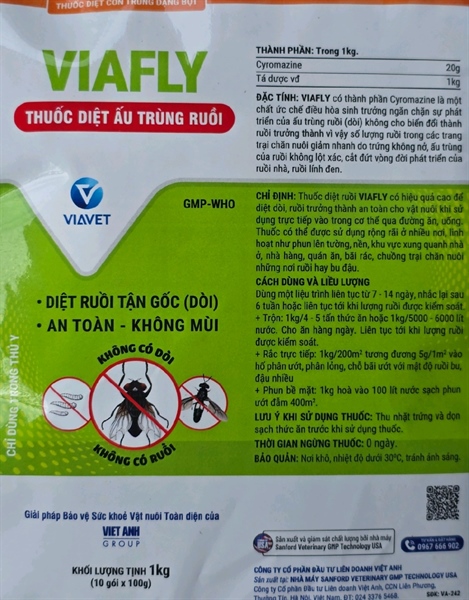 THUỐC DIỆT CÔN TRÙNG DẠNG BỘT
VIAFLY
THUỐC DIỆT ẤU TRÙNG RUỒI
VIAVET
GMP-WHO
• DIỆT RUỒI TẬN GỐC (DÒI)
• AN TOÀN - KHÔNG MÙI
KHÔNG CÓ DÒI
KHÔNG CÓ RUỒI
CHỈ DÙNG TRONG THÚ Y
Giải pháp Bảo vệ Sức khoẻ Vật nuôi Toàn diện của
VIET ANH
GROUP
KHỐI LƯỢNG TỊNH 1kg
(10 gói x 100g)
THÀNH PHẦN: Trong 1kg.
Cyromazine 20g
Tá dược vđ 1kg
ĐẶC TÍNH: VIAFLY có thành phần Cyromazine là một
chất ức chế điều hòa sinh trưởng ngăn chặn sự phát
triển của ấu trùng ruồi (dòi) không cho biến đổi thành
ruồi trưởng thành vì vậy số lượng ruồi trong các trang
trại chăn nuôi giảm nhanh do trứng không nở, ấu trùng
của ruồi không lột xác, cắt đứt vòng đời phát triển của
ruồi nhà, ruồi lính đen.
CHỈ ĐỊNH: Thuốc diệt ruồi VIAFLY có hiệu quả cao để
diệt dòi, ruồi trưởng thành an toàn cho vật nuôi khi sử
dụng trực tiếp vào trong cơ thể qua đường ăn, uống.
Thuốc có thể được sử dụng rộng rãi ở nhiều nơi, linh
hoạt như phun lên tường, nền, khu vực xung quanh nhà
ở, nhà hàng, quán ăn, bãi rác, chuồng trại chăn nuôi
những nơi ruồi hay bu đậu.
CÁCH DÙNG VÀ LIỀU LƯỢNG
Dùng một liệu trình liên tục từ 7 - 14 ngày, nhắc lại sau
6 tuần hoặc liên tục tới khi lượng ruồi được kiểm soát.
+ Trộn: 1kg/4 - 5 tấn thức ăn hoặc 1kg/5000 - 6000 lít
nước. Cho ăn hàng ngày. Liên tục tới khi lượng ruồi
được kiểm soát.
+ Rắc trực tiếp: 1kg/200m² tương đương 5g/1m² vào
hố phân ướt, phân lỏng, chỗ bãi ướt với mật độ ruồi bu,
đậu nhiều
+ Phun bề mặt: 1kg hoà vào 100 lít nước sạch phun
ướt đẫm 400m².
LƯU Ý KHI SỬ DỤNG THUỐC: Thu nhặt trứng và dọn
sạch thức ăn trước khi sử dụng thuốc.
THỜI GIAN NGỪNG THUỐC: 0 ngày.
BẢO QUẢN: Nơi khô, nhiệt độ dưới 30°C, tránh ánh sáng.
Sản xuất và giám sát chất lượng bởi nhà máy
Sanford Veterinary GMP Technology USA
0967 666 902
CÔNG TY CỔ PHẦN ĐẦU TƯ LIÊN DOANH VIỆT ANH
Sản xuất tại: NHÀ MÁY SANFORD VETERINARY GMP TECHNOLOGY USA
Công ty Cổ phần Đầu tư Liên doanh Việt Anh, CCN Liên Phương,
Thường Tín, Hà Nội, Việt Nam. ĐT: 024 3376 5468.
SĐK: VA-242